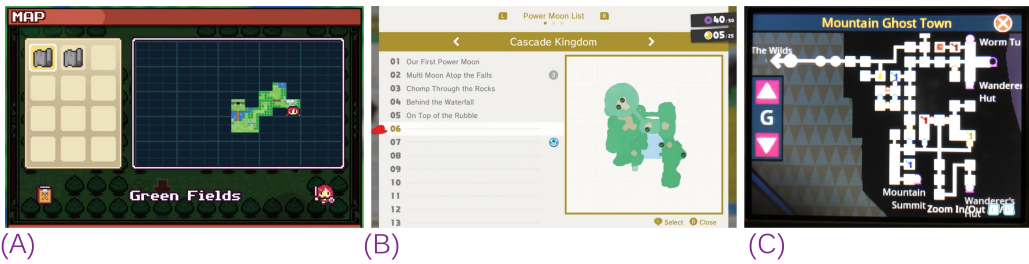 MAP
Green Fields
(A)
L Power Moon List R
40/50
05/25
Cascade Kingdom
01 Our First Power Moon
02 Multi Moon Atop the Falls
3
03 Chomp Through the Rocks
04 Behind the Waterfall
05 On Top of the Rubble
06
07
08
09
10
11
12
13
Select B Close
(B)
Mountain Ghost Town
The Wilds
Worm Tu
Wanderer
Hut
G
Mountain
Summit
Wanderer's
Hut
Zoom In/Out
(C)